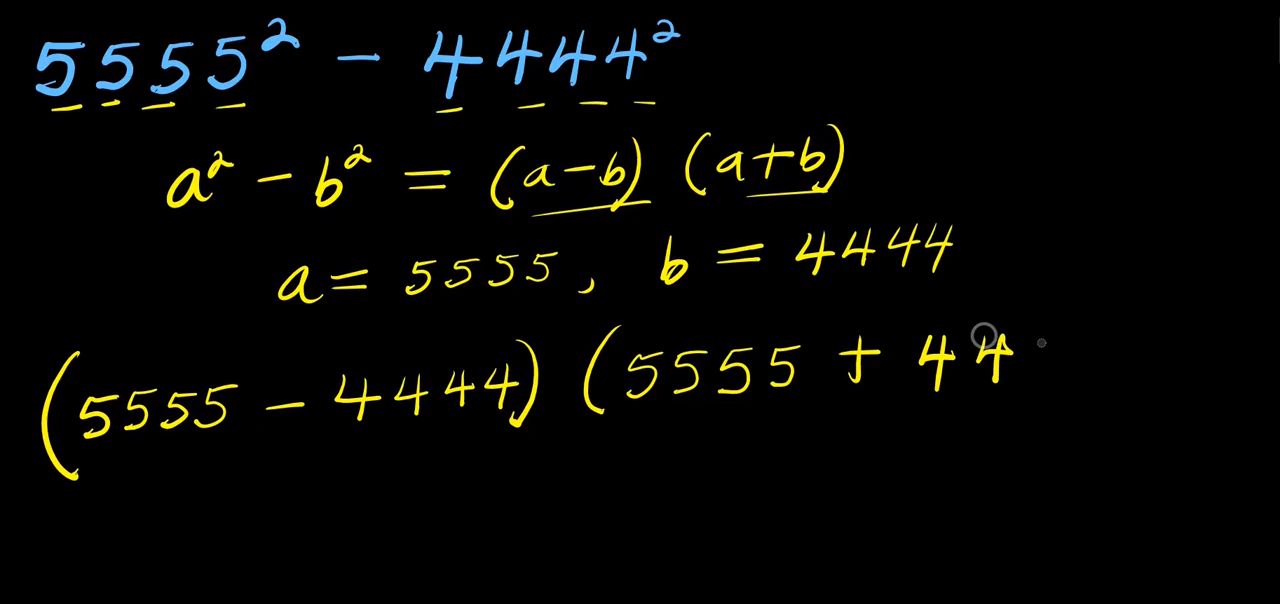 5555² - 4444²
a² - b² = (a-b) (a+b)
a = 5555, b = 4444
(5555 - 4444) (5555 + 44